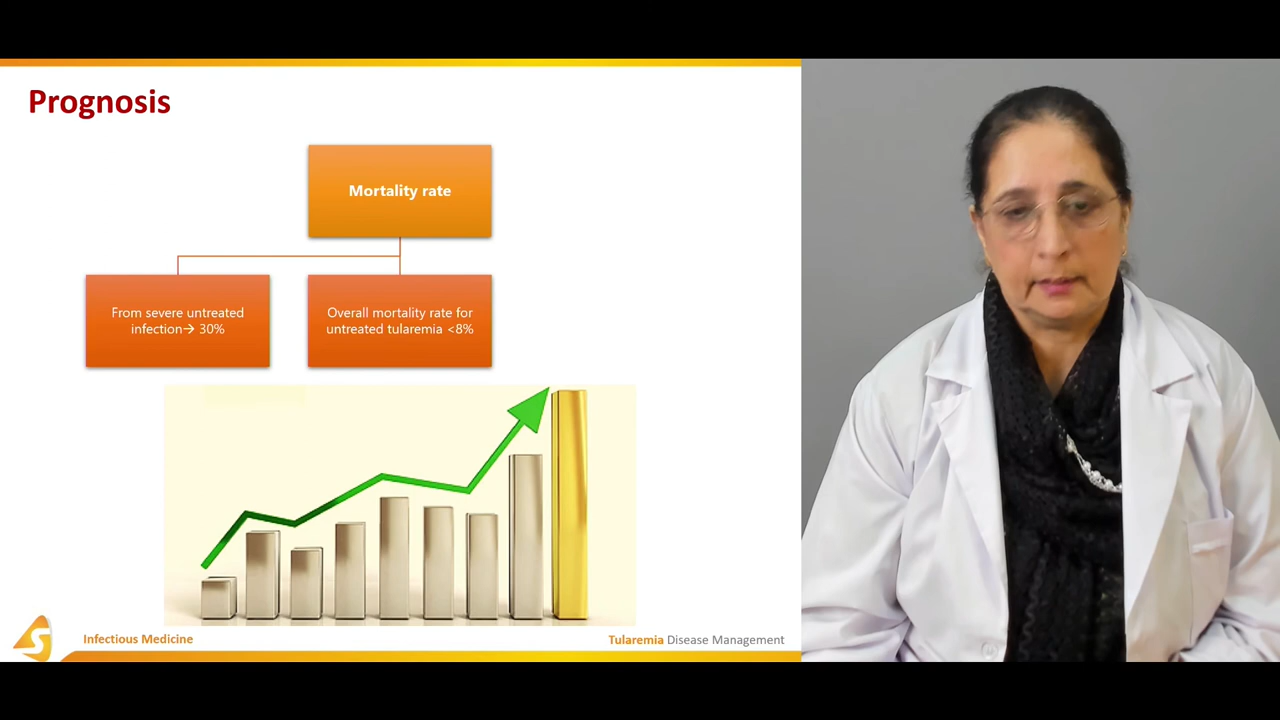 Prognosis
Mortality rate
From severe untreated
infection→ 30%
Overall mortality rate for
untreated tularemia <8%
Infectious Medicine
Tularemia Disease Management